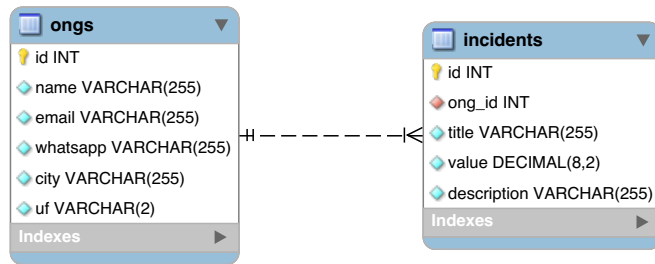 ongs
id INT
name VARCHAR(255)
email VARCHAR(255)
whatsapp VARCHAR(255)
city VARCHAR(255)
uf VARCHAR(2)
Indexes
incidents
id INT
ong_id INT
title VARCHAR(255)
value DECIMAL(8,2)
description VARCHAR(255)
Indexes